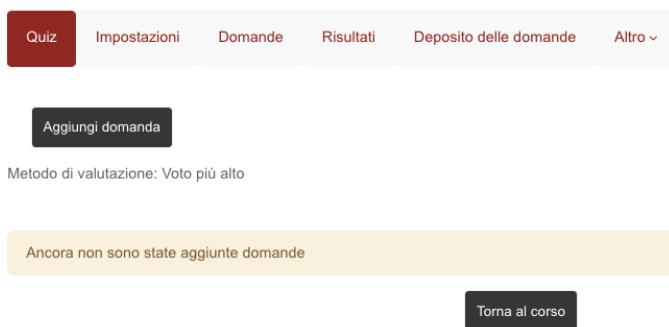 Quiz Impostazioni Domande Risultati Deposito delle domande Altro
Aggiungi domanda
Metodo di valutazione: Voto più alto
Ancora non sono state aggiunte domande
Torna al corso